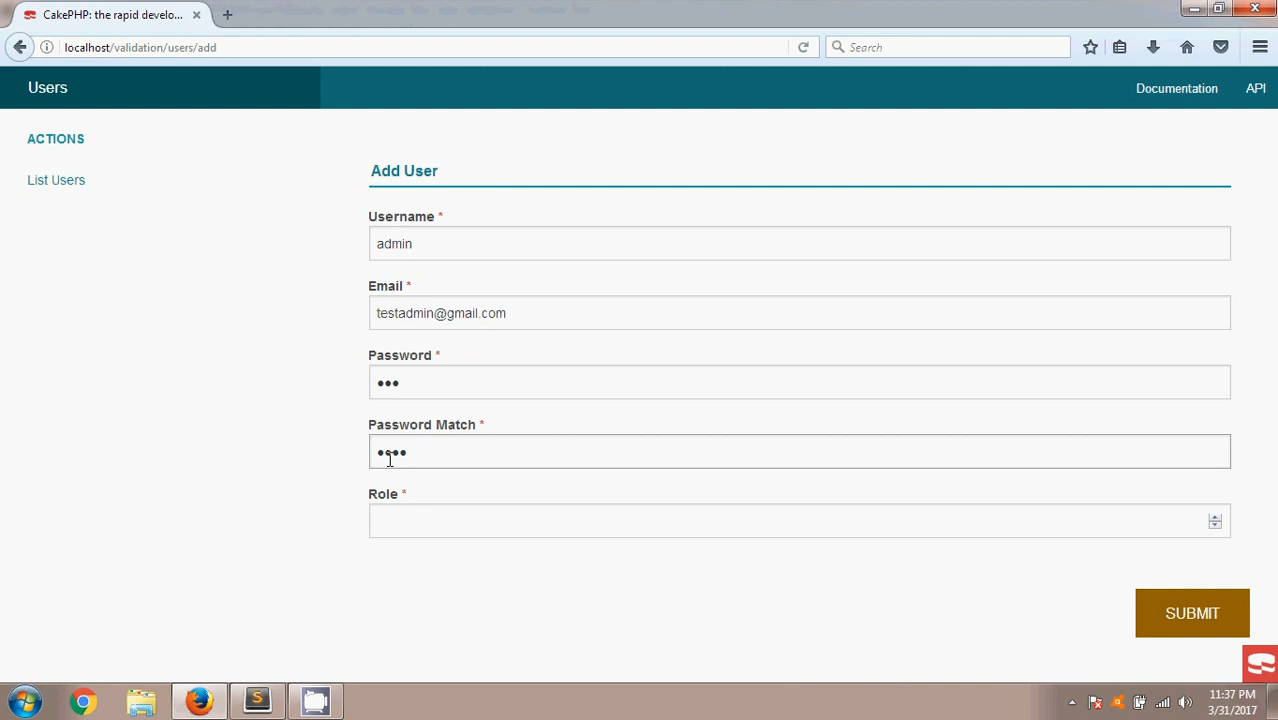 CakePHP: the rapid develo...
localhost/validation/users/add
Search
Users
Documentation
API
ACTIONS
List Users
Add User
Username *
admin
Email *
testadmin@gmail.com
Password *
•••
Password Match *
••••
Role *
SUBMIT
11:37 PM
3/31/2017